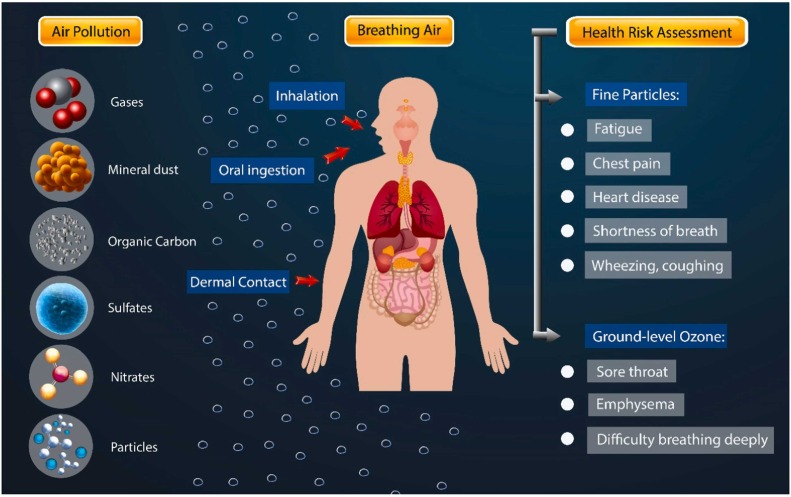 Air Pollution
Breathing Air
Health Risk Assessment
Gases
Mineral dust
Organic Carbon
Sulfates
Nitrates
Particles
Inhalation
Oral ingestion
Dermal Contact
Fine Particles:
Fatigue
Chest pain
Heart disease
Shortness of breath
Wheezing, coughing
Ground-level Ozone:
Sore throat
Emphysema
Difficulty breathing deeply